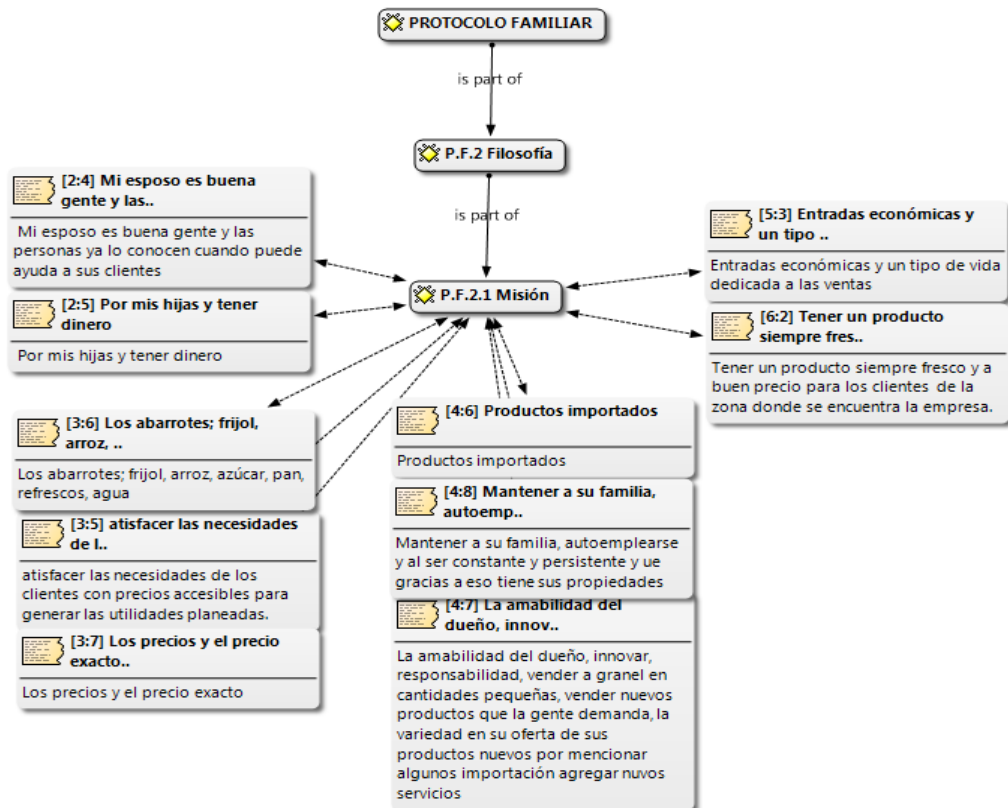 PROTOCOLO FAMILIAR
is part of
P.F.2 Filosofía
is part of
P.F.2.1 Misión
[2:4] Mi esposo es buena
gente y las..
Mi esposo es buena gente y las
personas ya lo conocen cuando puede
ayuda a sus clientes
[2:5] Por mis hijas y tener
dinero
Por mis hijas y tener dinero
[3:6] Los abarrotes; frijol,
arroz, ..
Los abarrotes; frijol, arroz, azúcar, pan,
refrescos, agua
[3:5] atisfacer las necesidades
de l..
atisfacer las necesidades de los
clientes con precios accesibles para
generar las utilidades planeadas.
[3:7] Los precios y el precio
exacto..
Los precios y el precio exacto
[4:6] Productos importados
Productos importados
[4:8] Mantener a su familia,
autoemp..
Mantener a su familia, autoemplearse
y al ser constante y persistente y ue
gracias a eso tiene sus propiedades
[4:7] La amabilidad del
dueño, innov..
La amabilidad del dueño, innovar,
responsabilidad, vender a granel en
cantidades pequeñas, vender nuevos
productos que la gente demanda, la
variedad en su oferta de sus
productos nuevos por mencionar
algunos importación agregar nuvos
servicios
[5:3] Entradas económicas y
un tipo ..
Entradas económicas y un tipo de vida
dedicada a las ventas
[6:2] Tener un producto
siempre fres..
Tener un producto siempre fresco y a
buen precio para los clientes de la
zona donde se encuentra la empresa.